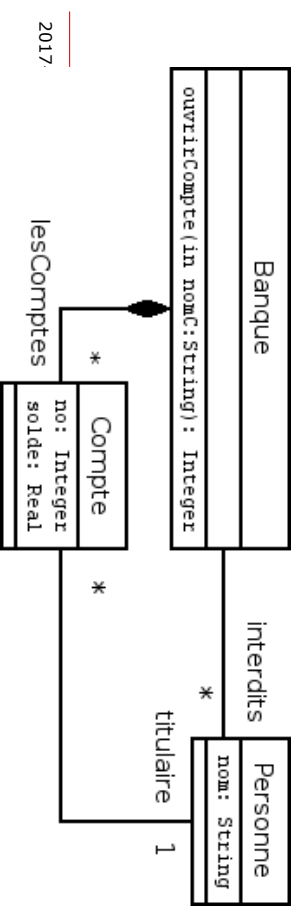 Banque
ouvrirCompte(in nomC:String): Integer
interdits
*
Personne
nom: String
titulaire
1
lesComptes
*
Compte
no: Integer
solde: Real
*
2017